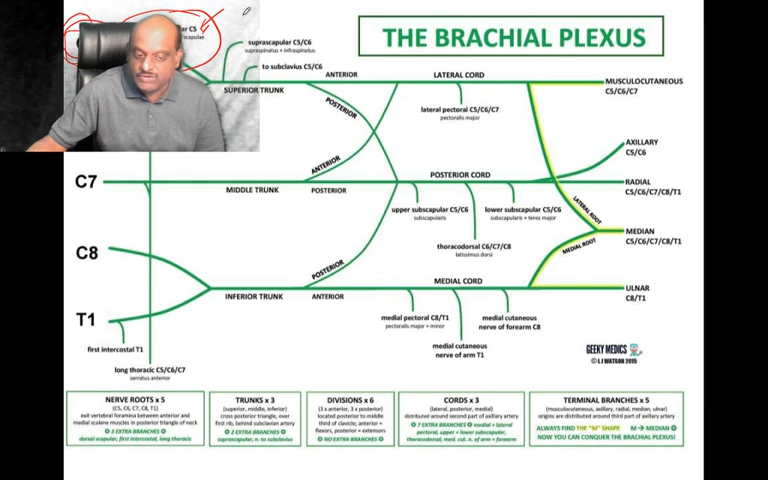 THE BRACHIAL PLEXUS
ar C5
scapulae
suprascapular C5/C6
supraspinatus + infraspinatus
to subclavius C5/C6
SUPERIOR TRUNK
ANTERIOR
POSTERIOR
LATERAL CORD
lateral pectoral C5/C6/C7
pectoralis major
MUSCULOCUTANEOUS
C5/C6/C7
AXILLARY
C5/C6
C7
MIDDLE TRUNK
ANTERIOR
POSTERIOR
POSTERIOR CORD
RADIAL
C5/C6/C7/C8/T1
upper subscapular C5/C6
subscapularis
lower subscapular C5/C6
subscapularis + teres major
thoracodorsal C6/C7/C8
latissimus dorsi
LATERAL ROOT
MEDIAL ROOT
MEDIAN
C5/C6/C7/C8/T1
C8
T1
INFERIOR TRUNK
POSTERIOR
ANTERIOR
MEDIAL CORD
ULNAR
C8/T1
medial pectoral C8/T1
pectoralis major + minor
medial cutaneous
nerve of forearm C8
medial cutaneous
nerve of arm T1
first intercostal T1
long thoracic C5/C6/C7
serratus anterior
GEEKY MEDICS
© L J WATSON 2015
NERVE ROOTS x 5
(C5, C6, C7, C8, T1)
exit vertebral foramina between anterior and
medial scalene muscles in posterior triangle of neck
3 EXTRA BRANCHES
dorsal scapular, first intercostal, long thoracic
TRUNKS x 3
(superior, middle, inferior)
cross posterior triangle, over
first rib, behind subclavian artery
2 EXTRA BRANCHES
suprascapular, n. to subclavius
DIVISIONS x 6
(3 x anterior, 3 x posterior)
located posterior to middle
third of clavicle; anterior =
flexors, posterior = extensors
NO EXTRA BRANCHES
CORDS x 3
(lateral, posterior, medial)
distributed around second part of axillary artery
7 EXTRA BRANCHES medial + lateral
pectoral, upper + lower subscapular,
thoracodorsal, med. cut. n. of arm + forearm
TERMINAL BRANCHES x 5
(musculocutaneous, axillary, radial, median, ulnar)
origins are distributed around third part of axillary artery
ALWAYS FIND THE "M" SHAPE M → MEDIAN
NOW YOU CAN CONQUER THE BRACHIAL PLEXUS!